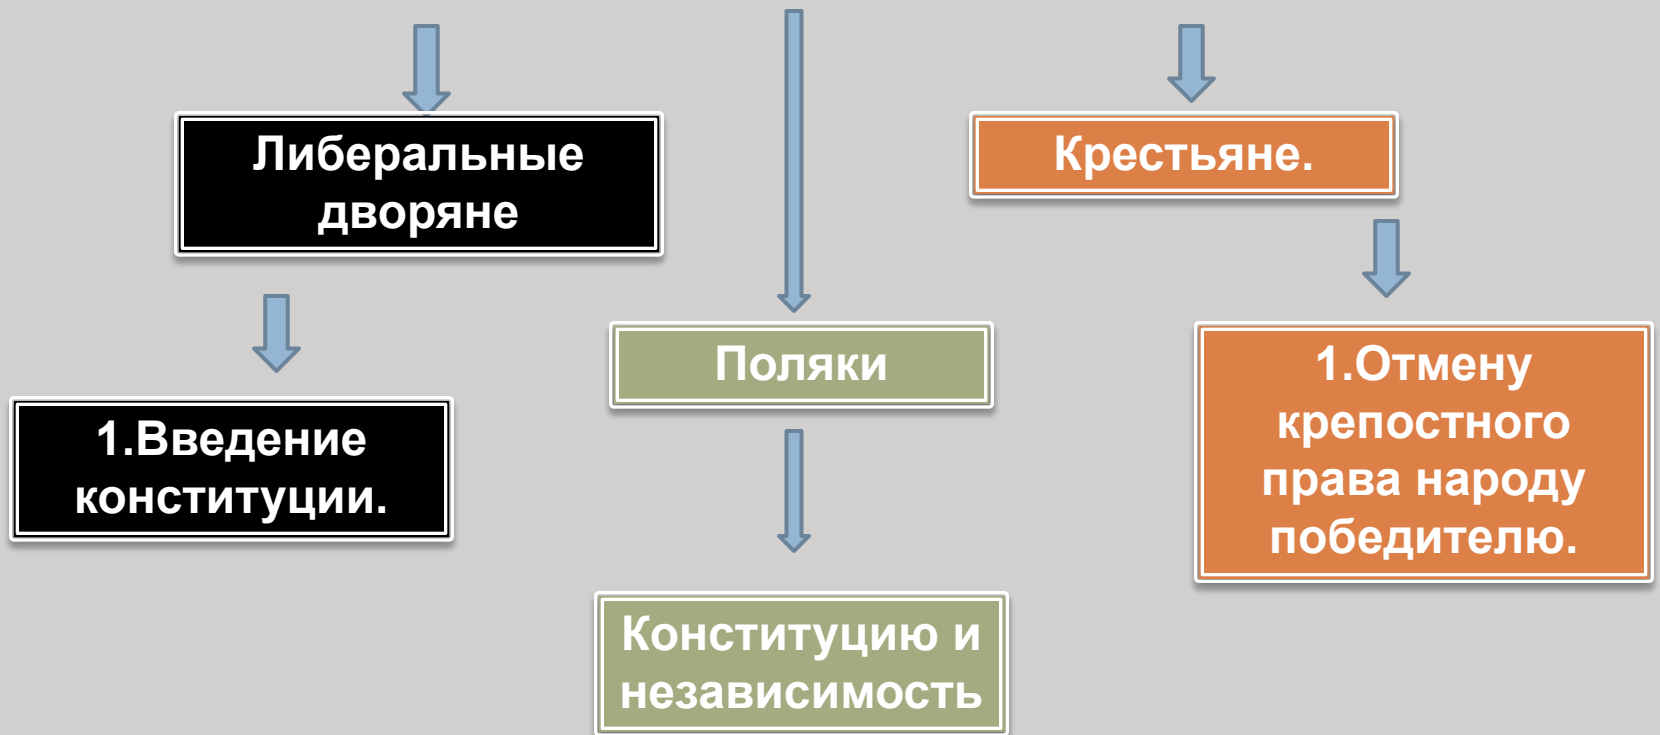 Либеральные
дворяне
1.Введение
конституции.
Поляки
Конституцию и
независимость
Крестьяне.
1.Отмену
крепостного
права народу
победителю.